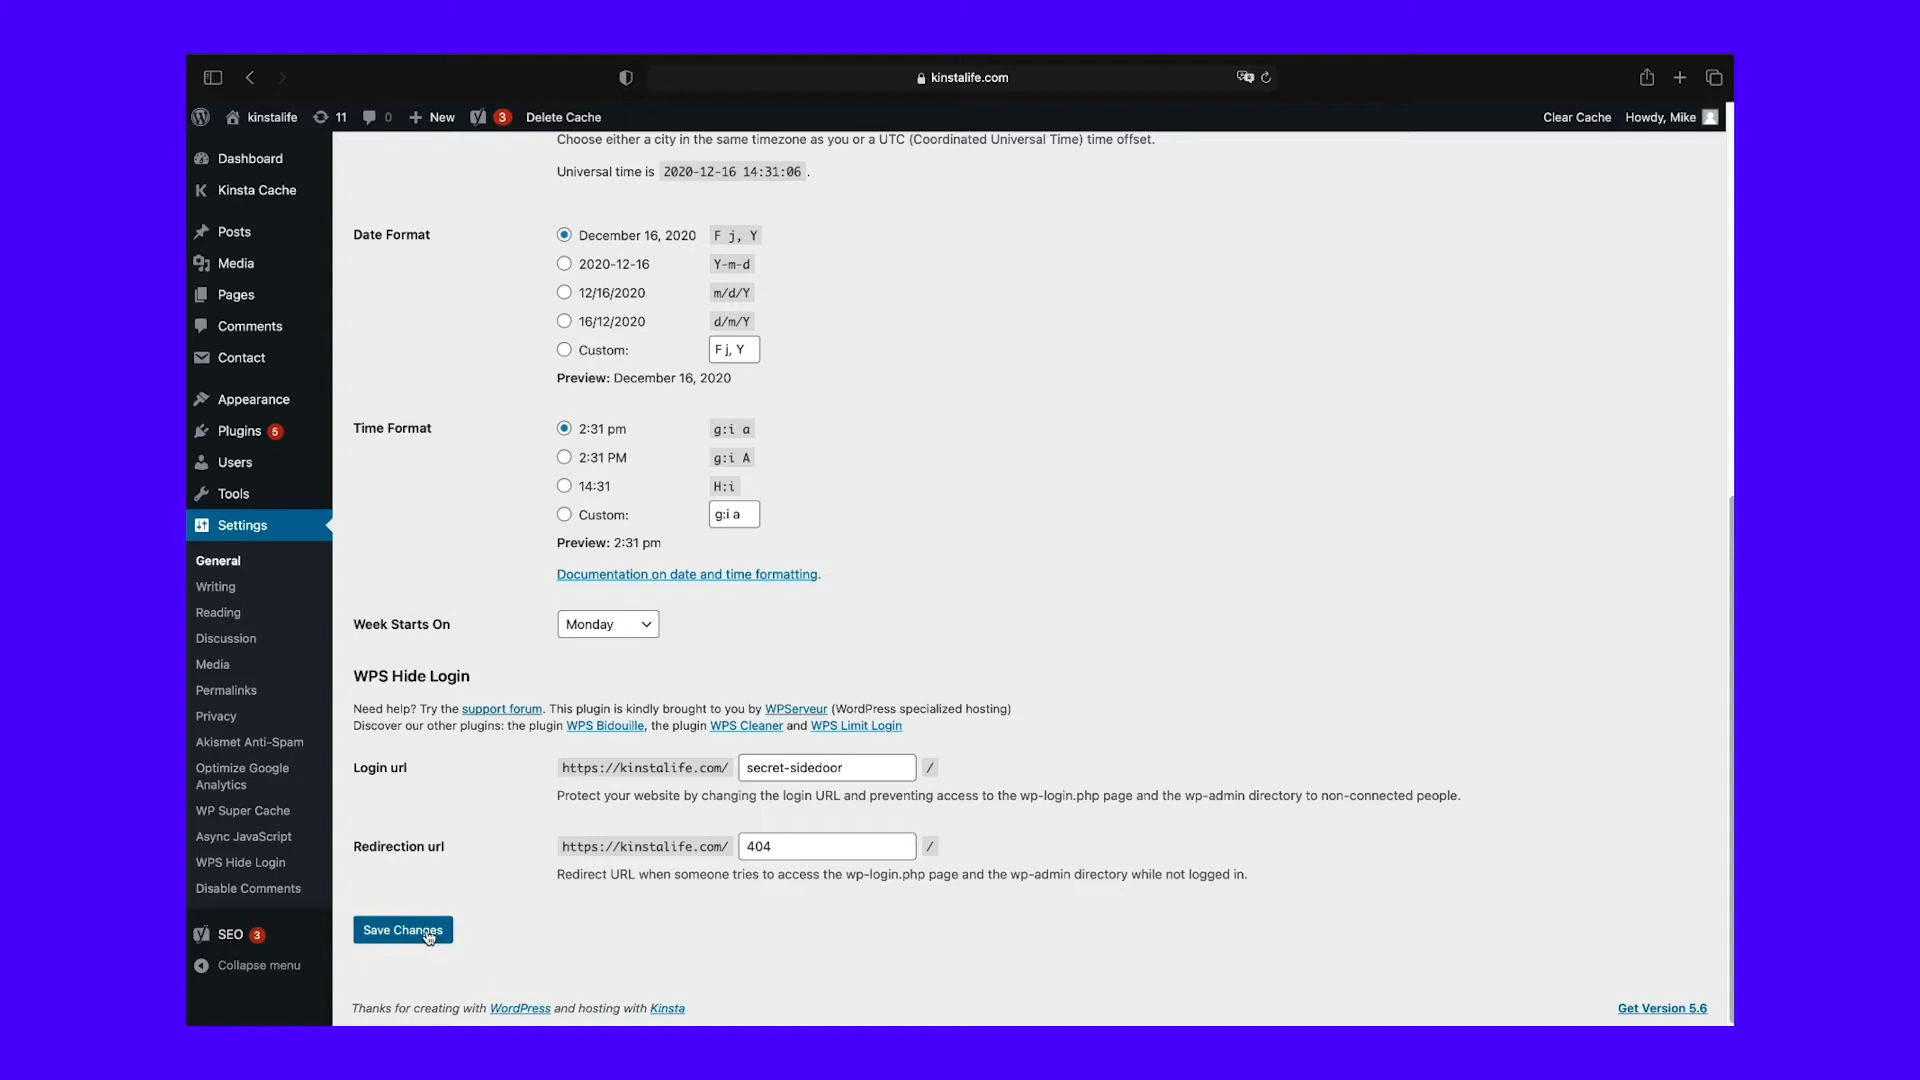 kinstalife.com
kinstalife 11 0 New 3 Delete Cache Clear Cache Howdy, Mike
Dashboard
Kinsta Cache
Posts
Media
Pages
Comments
Contact
Appearance
Plugins 5
Users
Tools
Settings
General
Writing
Reading
Discussion
Media
Permalinks
Privacy
Akismet Anti-Spam
Optimize Google
Analytics
WP Super Cache
Async JavaScript
WPS Hide Login
Disable Comments
SEO 3
Collapse menu
Choose either a city in the same timezone as you or a UTC (Coordinated Universal Time) time offset.
Universal time is 2020-12-16 14:31:06 .
Date Format
December 16, 2020 F j, Y
2020-12-16 Y-m-d
12/16/2020 m/d/Y
16/12/2020 d/m/Y
Custom: F j, Y
Preview: December 16, 2020
Time Format
2:31 pm g:i a
2:31 PM g:i A
14:31 H:i
Custom: g:i a
Preview: 2:31 pm
Documentation on date and time formatting.
Week Starts On Monday
WPS Hide Login
Need help? Try the support forum. This plugin is kindly brought to you by WPServeur (WordPress specialized hosting)
Discover our other plugins: the plugin WPS Bidouille, the plugin WPS Cleaner and WPS Limit Login
Login url https://kinstalife.com/ secret-sidedoor /
Protect your website by changing the login URL and preventing access to the wp-login.php page and the wp-admin directory to non-connected people.
Redirection url https://kinstalife.com/ 404 /
Redirect URL when someone tries to access the wp-login.php page and the wp-admin directory while not logged in.
Save Changes
Thanks for creating with WordPress and hosting with Kinsta
Get Version 5.6